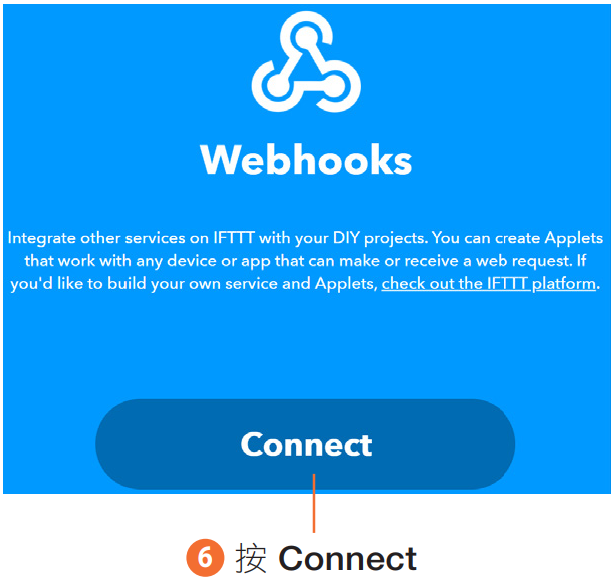 Webhooks
Integrate other services on IFTTT with your DIY projects. You can create Applets
that work with any device or app that can make or receive a web request. If
you'd like to build your own service and Applets, check out the IFTTT platform.
Connect
6 按 Connect